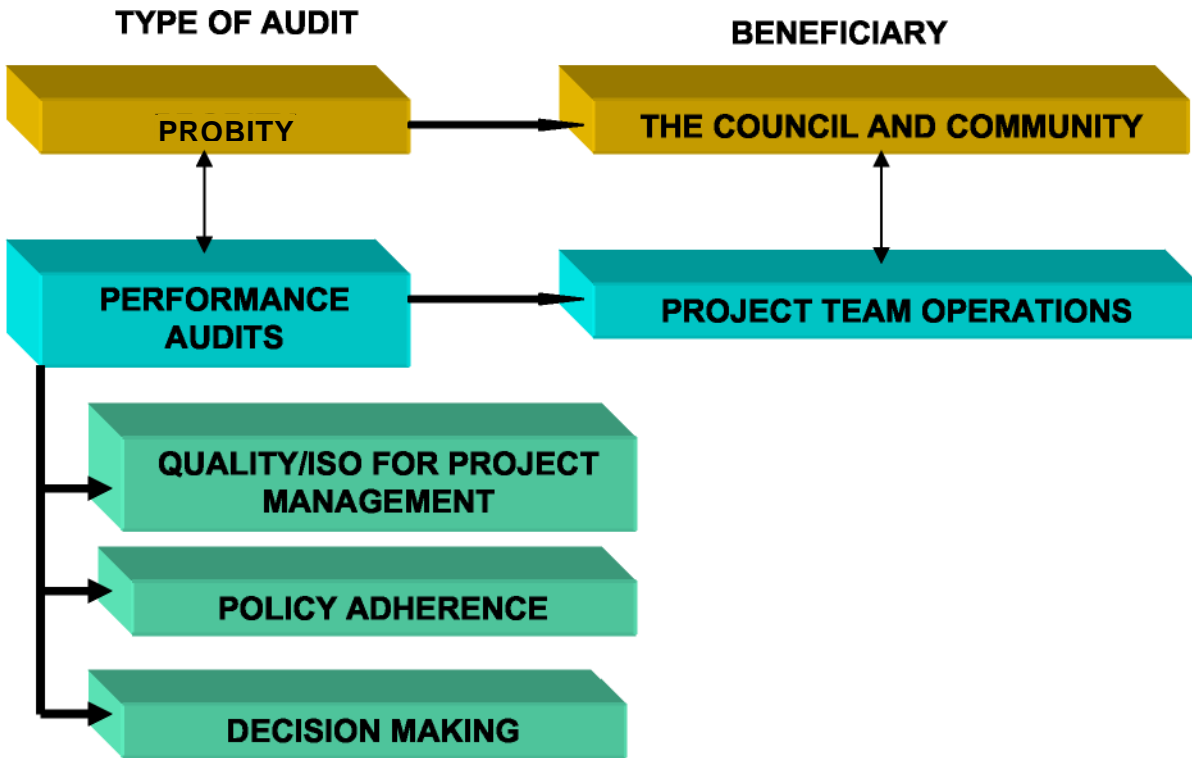 TYPE OF AUDIT
BENEFICIARY
PROBITY
THE COUNCIL AND COMMUNITY
PERFORMANCE
AUDITS
PROJECT TEAM OPERATIONS
QUALITY/ISO FOR PROJECT
MANAGEMENT
POLICY ADHERENCE
DECISION MAKING